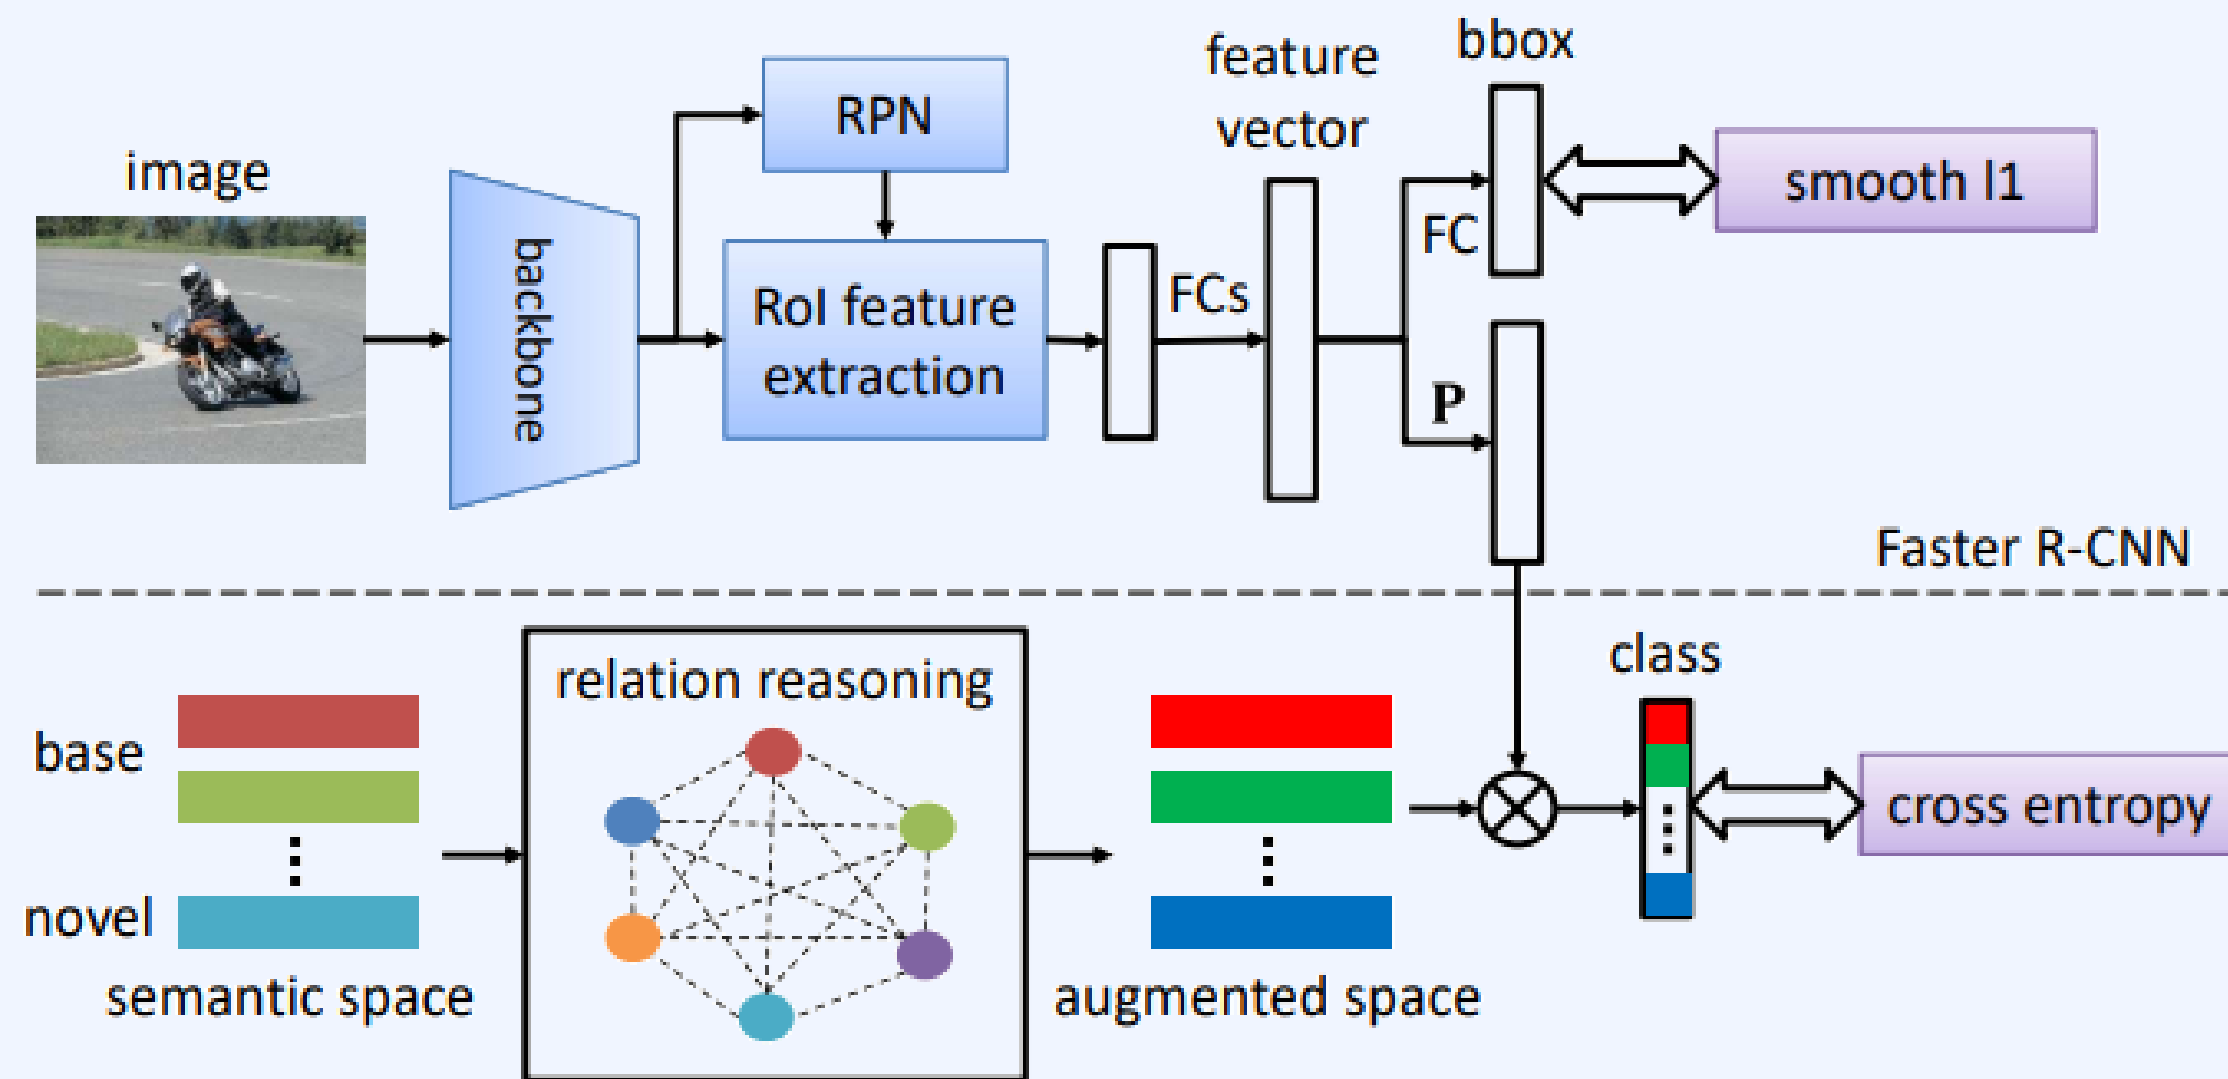 image
backbone
RPN
RoI feature
extraction
FCs
feature
vector
FC
P
bbox
smooth l1
Faster R-CNN
base
novel
semantic space
relation reasoning
augmented space
class
cross entropy